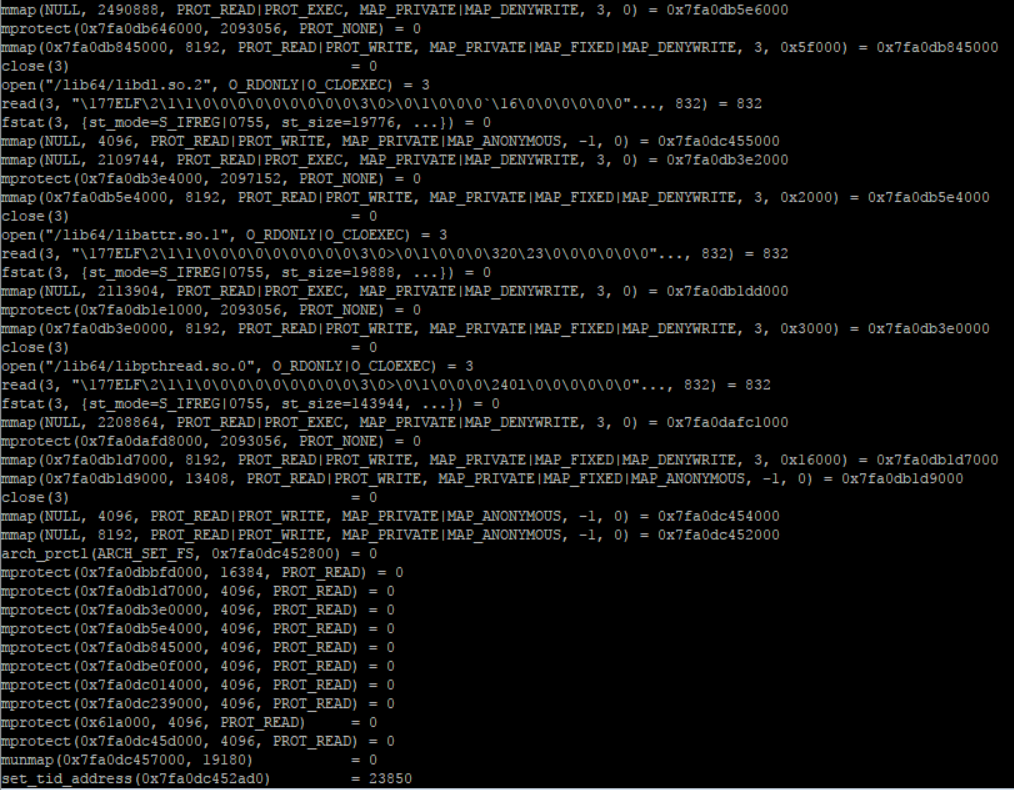 mmap(NULL, 2490888, PROT_READ|PROT_EXEC, MAP_PRIVATE|MAP_DENYWRITE, 3, 0) = 0x7fa0db5e6000
mprotect(0x7fa0db646000, 2093056, PROT_NONE) = 0
mmap(0x7fa0db845000, 8192, PROT_READ|PROT_WRITE, MAP_PRIVATE|MAP_FIXED|MAP_DENYWRITE, 3, 0x5f000) = 0x7fa0db845000
close(3)                                = 0
open("/lib64/libdl.so.2", O_RDONLY|O_CLOEXEC) = 3
read(3, "\177ELF\2\1\1\0\0\0\0\0\0\0\0\0\3\0>\0\1\0\0\0`\16\0\0\0\0\0\0"..., 832) = 832
fstat(3, {st_mode=S_IFREG|0755, st_size=19776, ...}) = 0
mmap(NULL, 4096, PROT_READ|PROT_WRITE, MAP_PRIVATE|MAP_ANONYMOUS, -1, 0) = 0x7fa0dc455000
mmap(NULL, 2109744, PROT_READ|PROT_EXEC, MAP_PRIVATE|MAP_DENYWRITE, 3, 0) = 0x7fa0db3e2000
mprotect(0x7fa0db3e4000, 2097152, PROT_NONE) = 0
mmap(0x7fa0db5e4000, 8192, PROT_READ|PROT_WRITE, MAP_PRIVATE|MAP_FIXED|MAP_DENYWRITE, 3, 0x2000) = 0x7fa0db5e4000
close(3)                                = 0
open("/lib64/libattr.so.1", O_RDONLY|O_CLOEXEC) = 3
read(3, "\177ELF\2\1\1\0\0\0\0\0\0\0\0\0\3\0>\0\1\0\0\0\320\23\0\0\0\0\0\0"..., 832) = 832
fstat(3, {st_mode=S_IFREG|0755, st_size=19888, ...}) = 0
mmap(NULL, 2113904, PROT_READ|PROT_EXEC, MAP_PRIVATE|MAP_DENYWRITE, 3, 0) = 0x7fa0db1dd000
mprotect(0x7fa0db1e1000, 2093056, PROT_NONE) = 0
mmap(0x7fa0db3e0000, 8192, PROT_READ|PROT_WRITE, MAP_PRIVATE|MAP_FIXED|MAP_DENYWRITE, 3, 0x3000) = 0x7fa0db3e0000
close(3)                                = 0
open("/lib64/libpthread.so.0", O_RDONLY|O_CLOEXEC) = 3
read(3, "\177ELF\2\1\1\0\0\0\0\0\0\0\0\0\3\0>\0\1\0\0\0\240l\0\0\0\0\0\0"..., 832) = 832
fstat(3, {st_mode=S_IFREG|0755, st_size=143944, ...}) = 0
mmap(NULL, 2208864, PROT_READ|PROT_EXEC, MAP_PRIVATE|MAP_DENYWRITE, 3, 0) = 0x7fa0dafc1000
mprotect(0x7fa0dafd8000, 2093056, PROT_NONE) = 0
mmap(0x7fa0db1d7000, 8192, PROT_READ|PROT_WRITE, MAP_PRIVATE|MAP_FIXED|MAP_DENYWRITE, 3, 0x16000) = 0x7fa0db1d7000
mmap(0x7fa0db1d9000, 13408, PROT_READ|PROT_WRITE, MAP_PRIVATE|MAP_FIXED|MAP_ANONYMOUS, -1, 0) = 0x7fa0db1d9000
close(3)                                = 0
mmap(NULL, 4096, PROT_READ|PROT_WRITE, MAP_PRIVATE|MAP_ANONYMOUS, -1, 0) = 0x7fa0dc454000
mmap(NULL, 8192, PROT_READ|PROT_WRITE, MAP_PRIVATE|MAP_ANONYMOUS, -1, 0) = 0x7fa0dc452000
arch_prctl(ARCH_SET_FS, 0x7fa0dc452800) = 0
mprotect(0x7fa0dbbfd000, 16384, PROT_READ) = 0
mprotect(0x7fa0db1d7000, 4096, PROT_READ) = 0
mprotect(0x7fa0db3e0000, 4096, PROT_READ) = 0
mprotect(0x7fa0db5e4000, 4096, PROT_READ) = 0
mprotect(0x7fa0db845000, 4096, PROT_READ) = 0
mprotect(0x7fa0dbe0f000, 4096, PROT_READ) = 0
mprotect(0x7fa0dc014000, 4096, PROT_READ) = 0
mprotect(0x7fa0dc239000, 4096, PROT_READ) = 0
mprotect(0x61a000, 4096, PROT_READ)     = 0
mprotect(0x7fa0dc45d000, 4096, PROT_READ) = 0
munmap(0x7fa0dc457000, 19180)           = 0
set_tid_address(0x7fa0dc452ad0)         = 23850